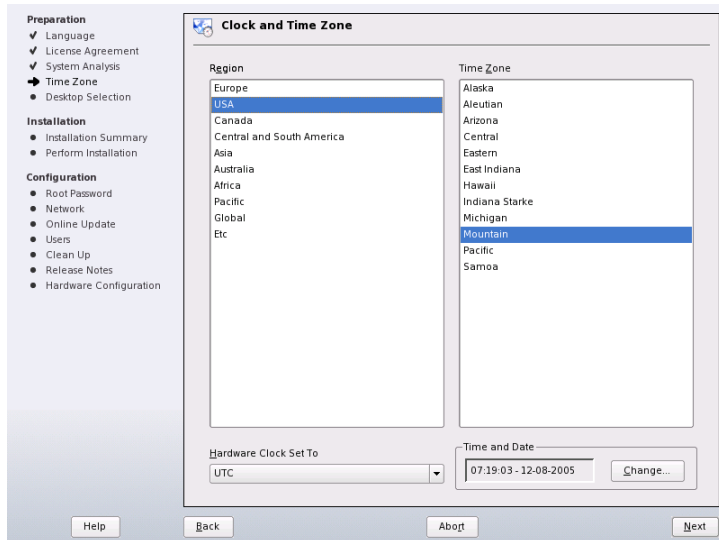 Preparation
Language
License Agreement
System Analysis
Time Zone
Desktop Selection
Installation
Installation Summary
Perform Installation
Configuration
Root Password
Network
Online Update
Users
Clean Up
Release Notes
Hardware Configuration
Clock and Time Zone
Region
Europe
USA
Canada
Central and South America
Asia
Australia
Africa
Pacific
Global
Etc
Time Zone
Alaska
Aleutian
Arizona
Central
Eastern
East Indiana
Hawaii
Indiana Starke
Michigan
Mountain
Pacific
Samoa
Hardware Clock Set To
UTC
Time and Date
07:19:03 - 12-08-2005
Change...
Help
Back
Abort
Next